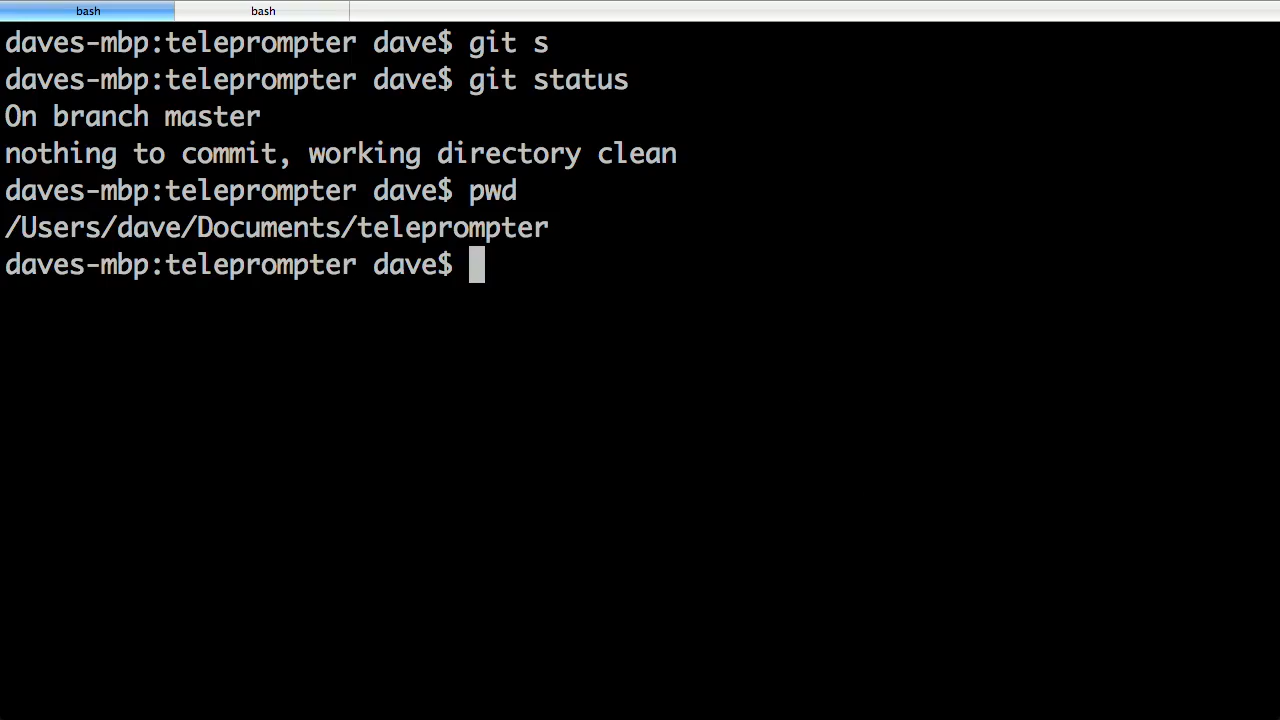 bash bash
daves-mbp:teleprompter dave$ git s
daves-mbp:teleprompter dave$ git status
On branch master
nothing to commit, working directory clean
daves-mbp:teleprompter dave$ pwd
/Users/dave/Documents/teleprompter
daves-mbp:teleprompter dave$